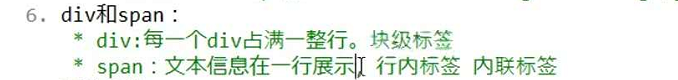 6. div和span：
* div:每一个div占满一整行。块级标签
* span：文本信息在一行展示，行内标签 内联标签